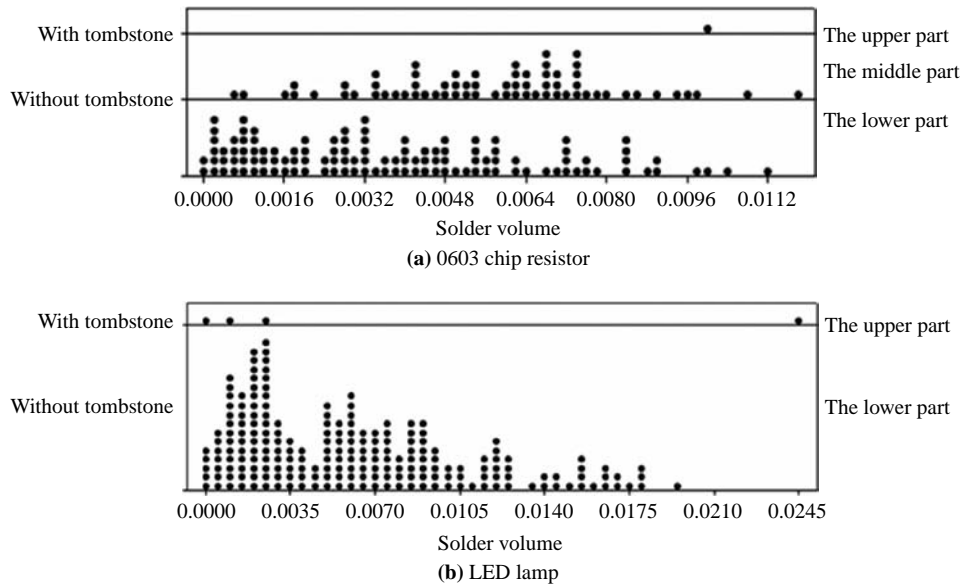 With tombstone
The upper part
The middle part
Without tombstone
The lower part
0.0000 0.0016 0.0032 0.0048 0.0064 0.0080 0.0096 0.0112
Solder volume
(a) 0603 chip resistor
With tombstone
The upper part
Without tombstone
The lower part
0.0000 0.0035 0.0070 0.0105 0.0140 0.0175 0.0210 0.0245
Solder volume
(b) LED lamp